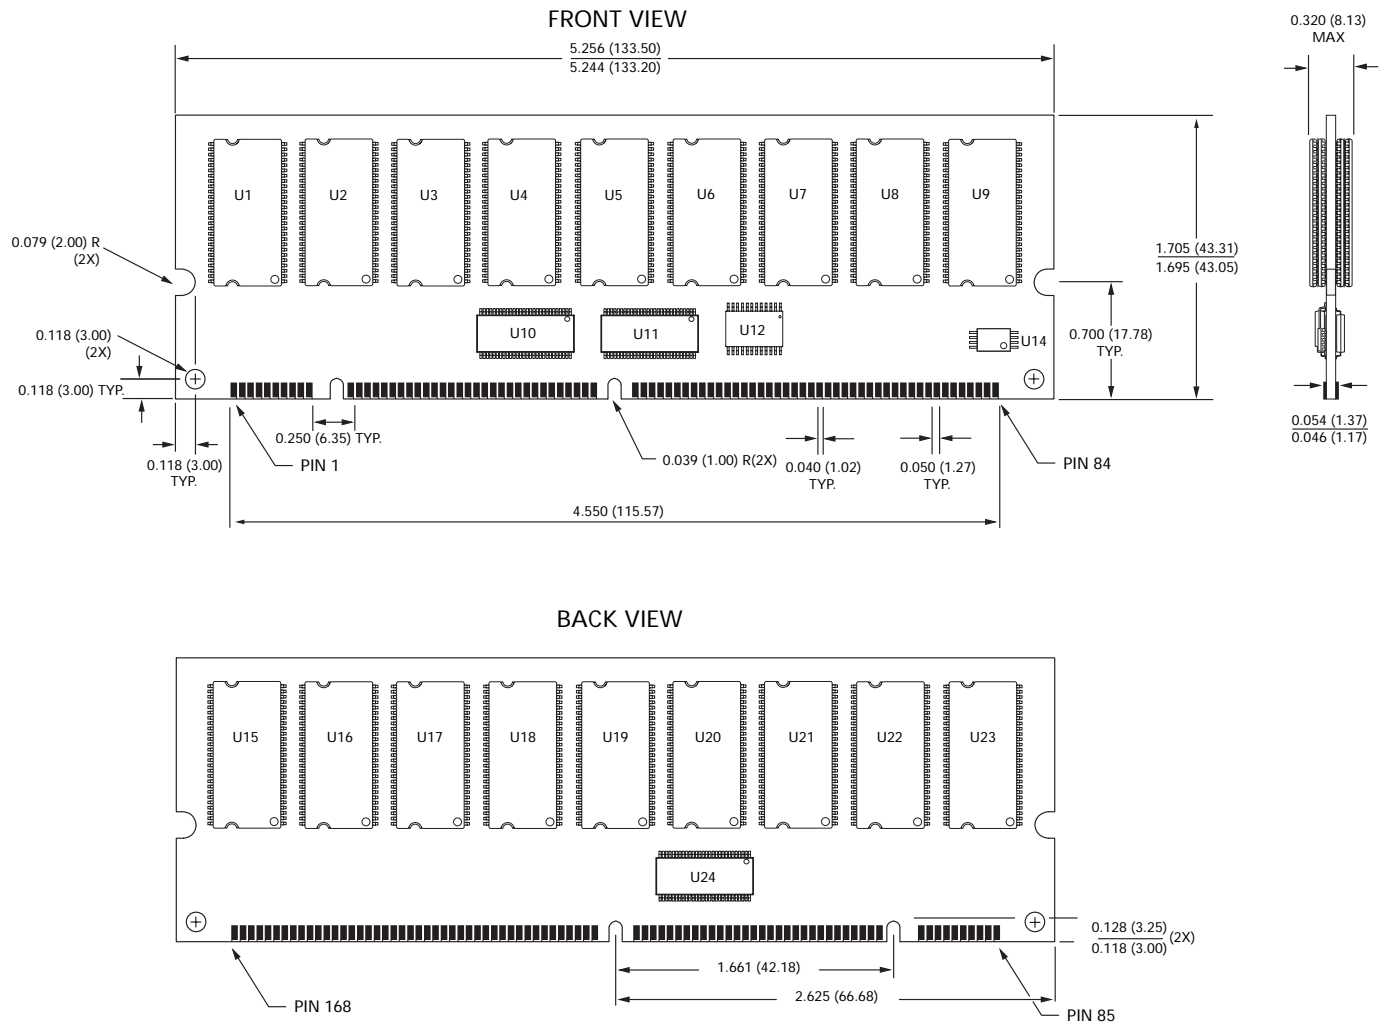 FRONT VIEW
0.320 (8.13)
MAX
5.256 (133.50)
5.244 (133.20)
U1 U2 U3 U4 U5 U6 U7 U8 U9
0.079 (2.00) R
(2X)
1.705 (43.31)
1.695 (43.05)
U10 U11 U12 U14
0.118 (3.00)
(2X)
0.700 (17.78)
TYP.
0.118 (3.00) TYP.
0.054 (1.37)
0.046 (1.17)
0.250 (6.35) TYP.
0.118 (3.00)
TYP.
PIN 1
0.039 (1.00) R(2X)
0.040 (1.02)
TYP.
0.050 (1.27)
TYP.
PIN 84
4.550 (115.57)
BACK VIEW
U15 U16 U17 U18 U19 U20 U21 U22 U23
U24
0.128 (3.25)
0.118 (3.00)
(2X)
1.661 (42.18)
2.625 (66.68)
PIN 168
PIN 85